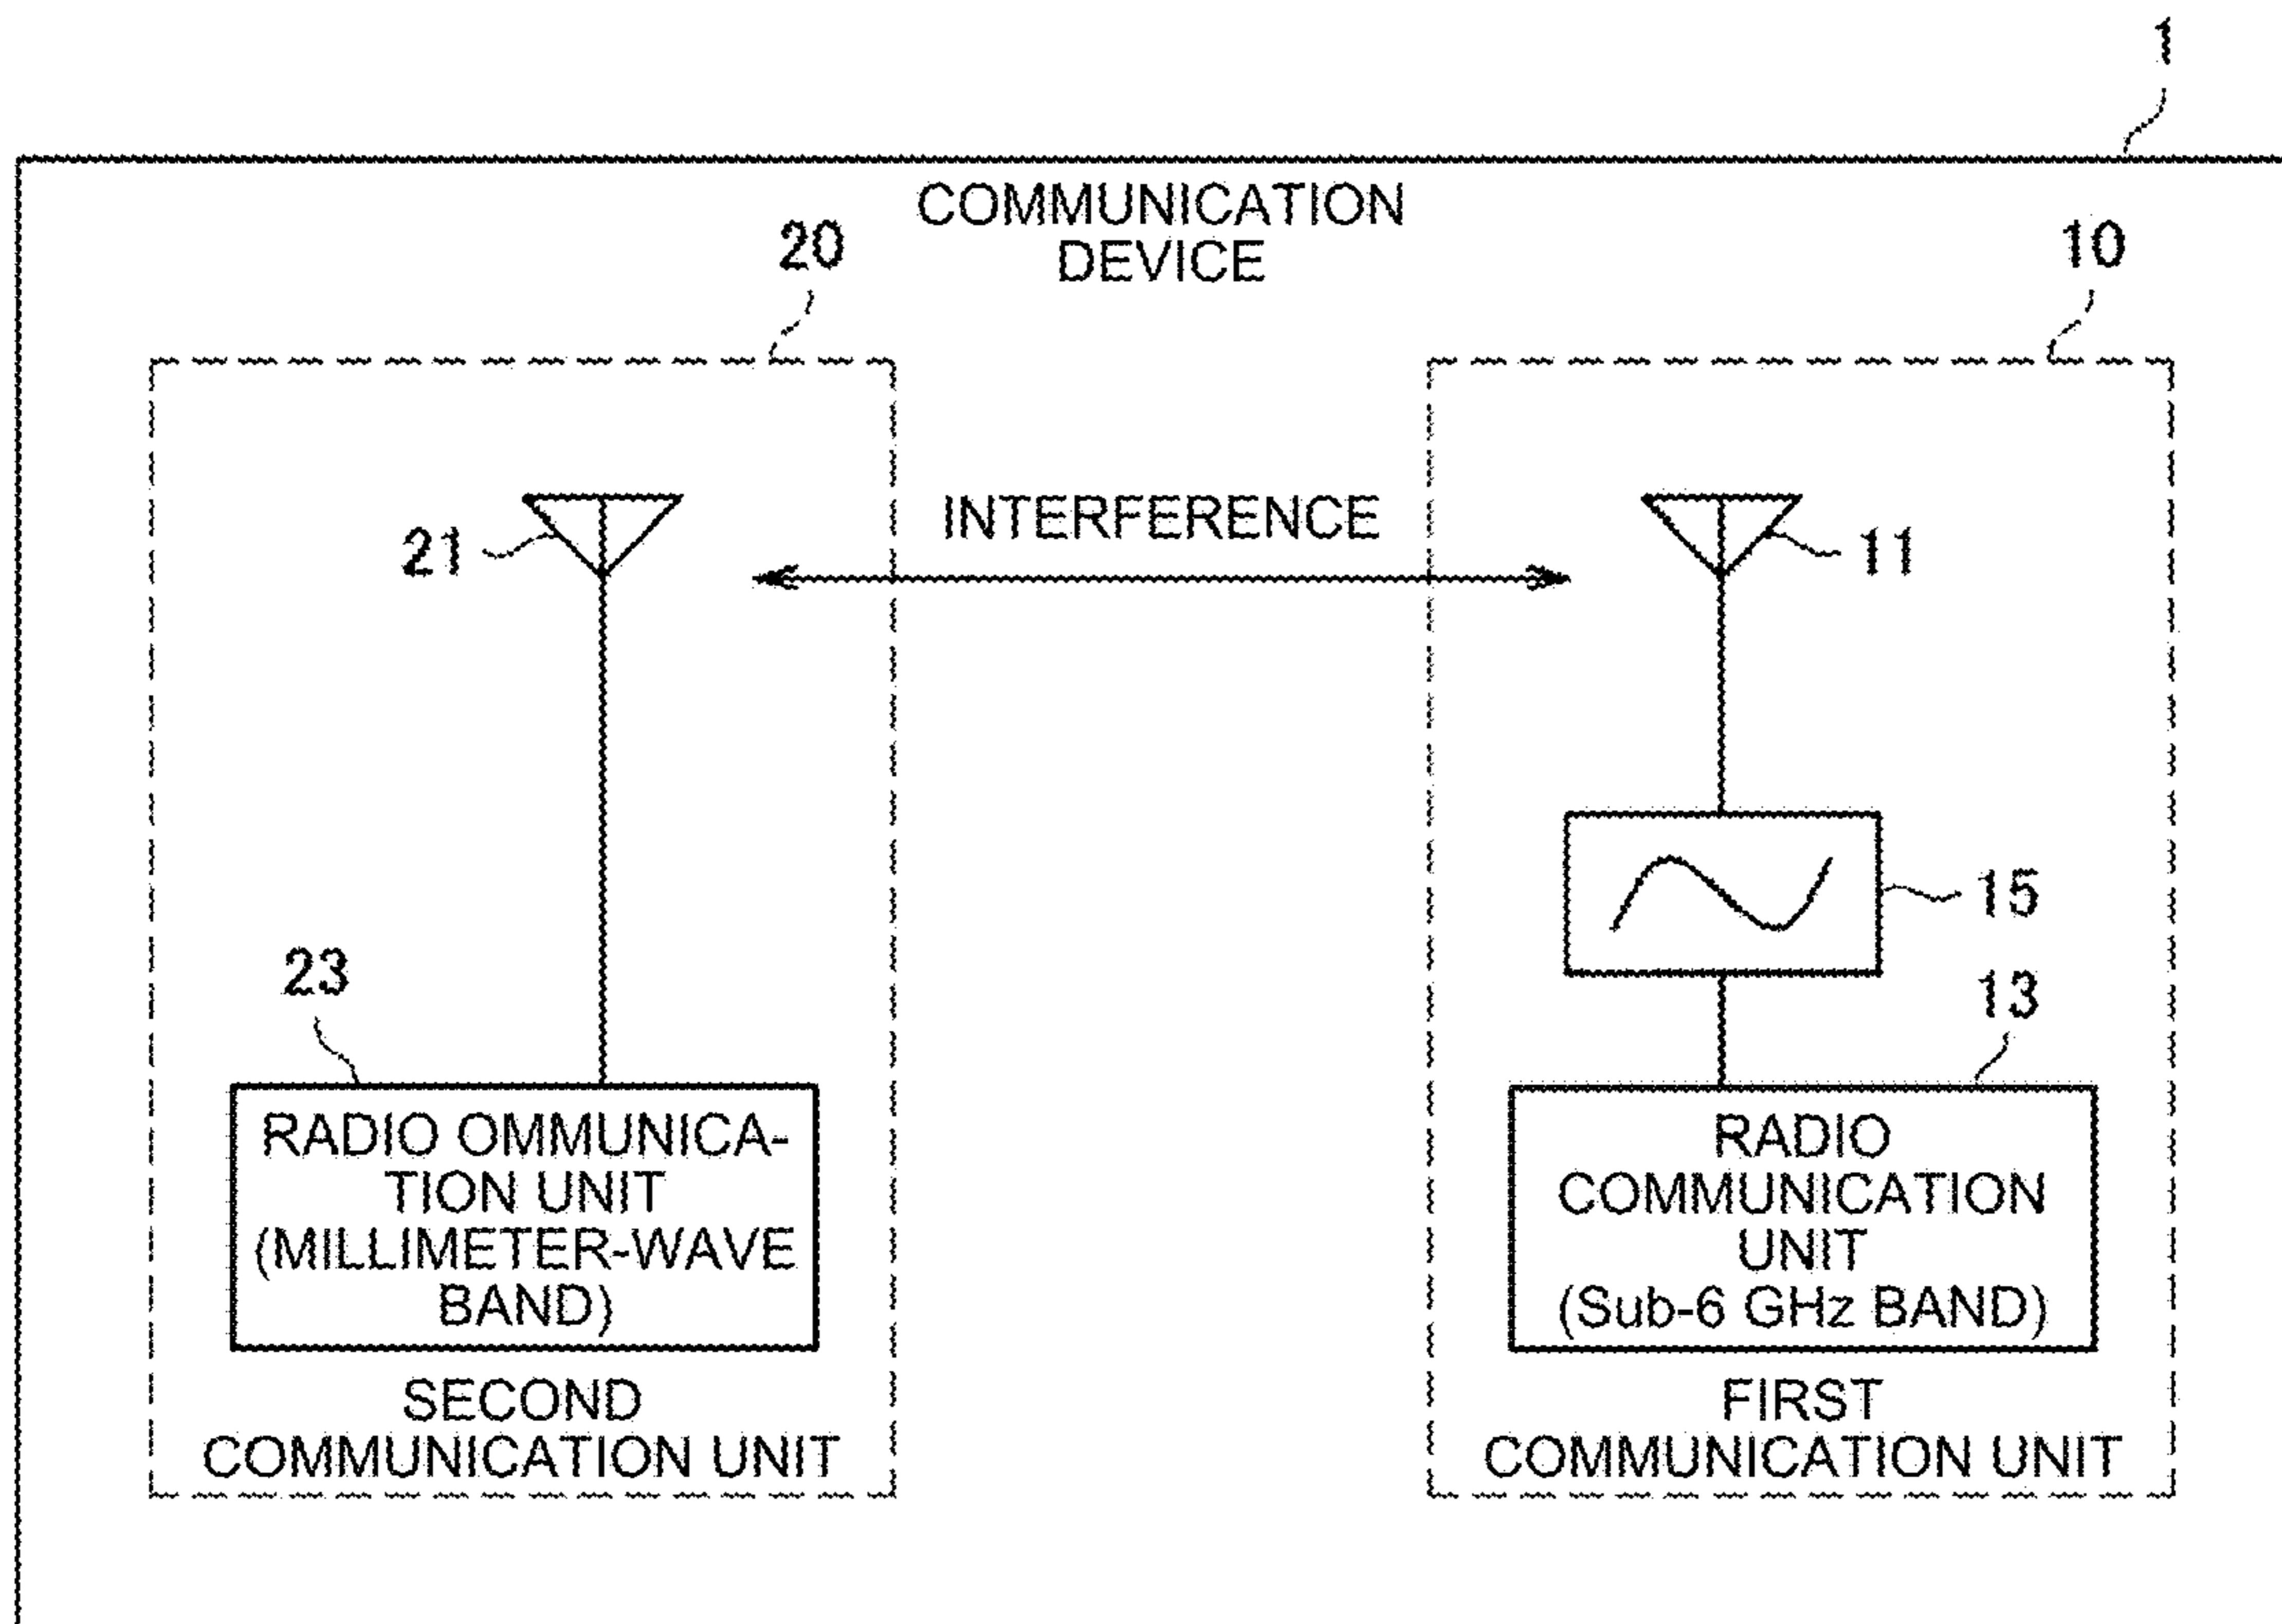 1
COMMUNICATION
DEVICE
20
10
INTERFERENCE
21
11
15
23
13
RADIO OMMUNICA-
TION UNIT
(MILLIMETER-WAVE
BAND)
RADIO
COMMUNICATION
UNIT
(Sub-6 GHz BAND)
SECOND
COMMUNICATION UNIT
FIRST
COMMUNICATION UNIT